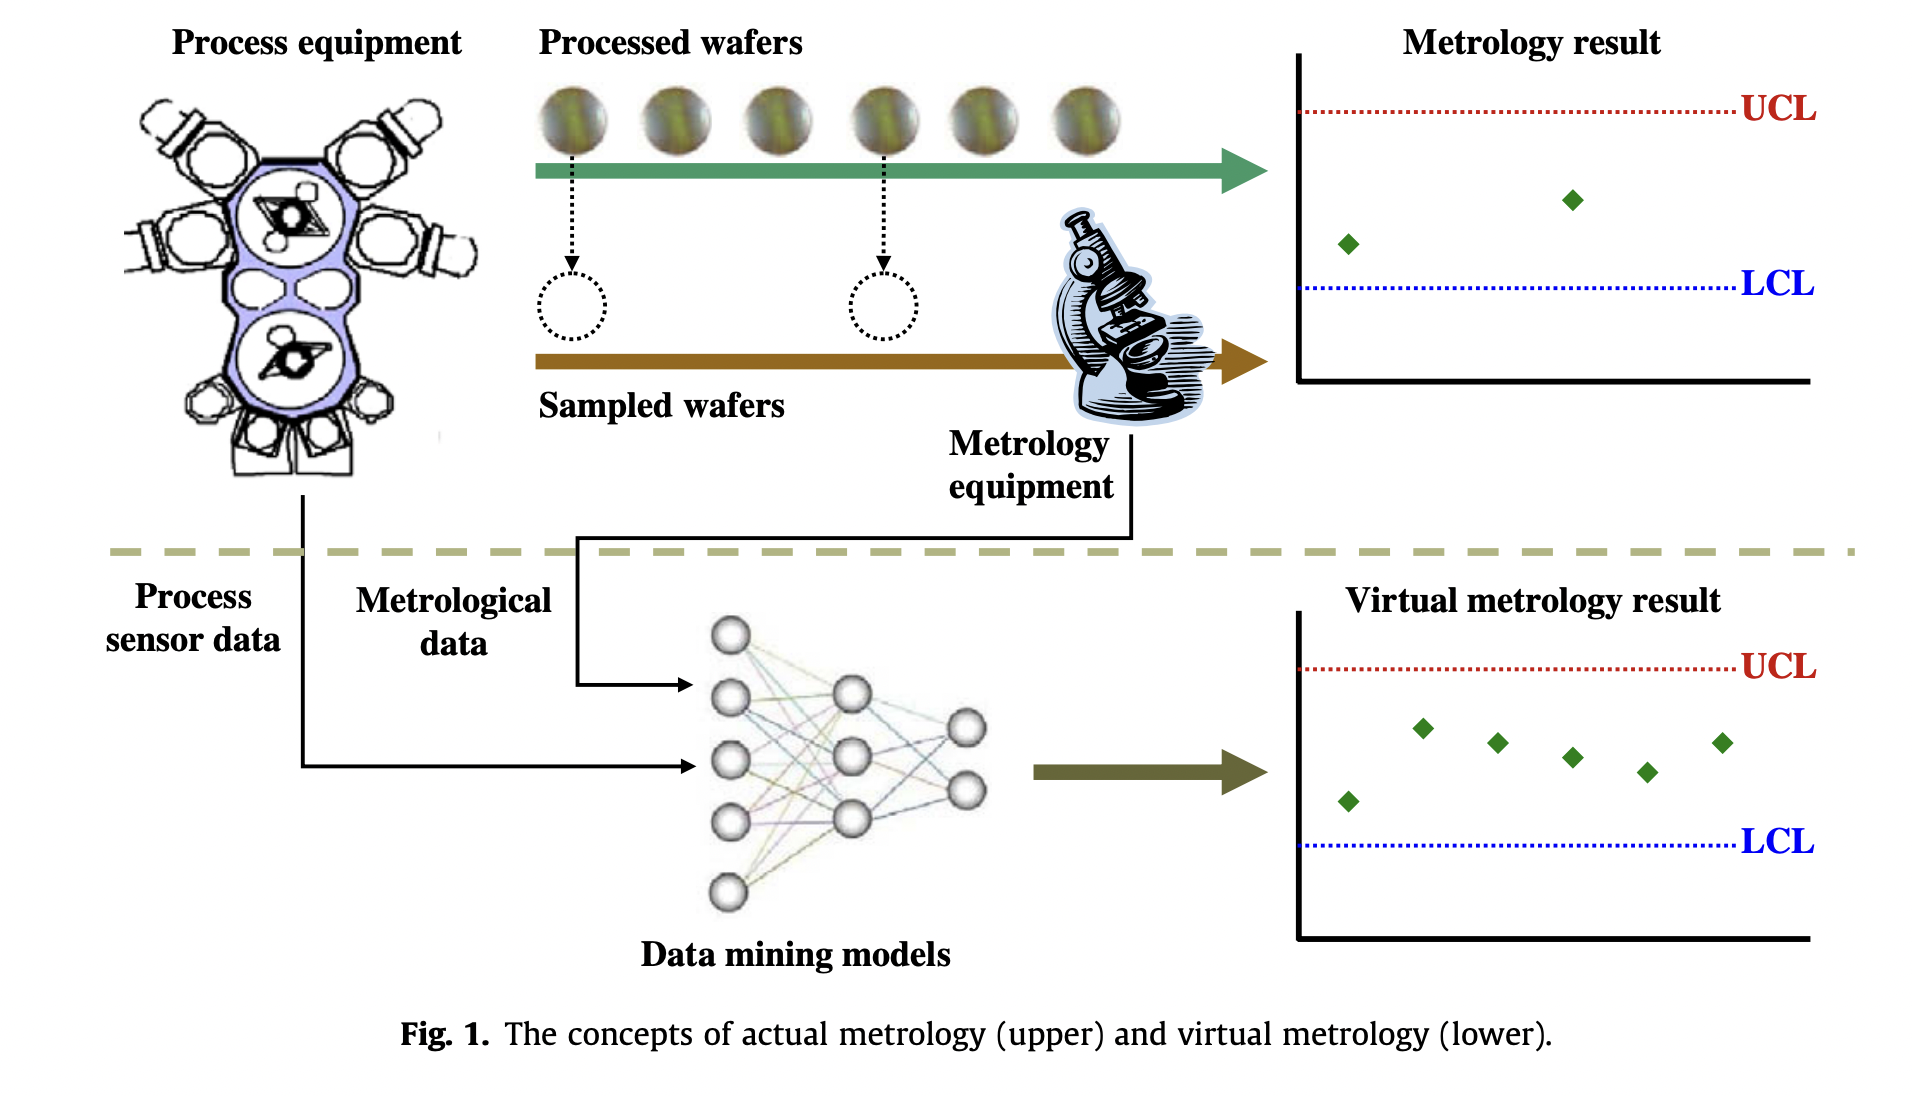 Process equipment
Processed wafers
Metrology result
UCL
LCL
Sampled wafers
Metrology
equipment
Process
sensor data
Metrological
data
Virtual metrology result
UCL
LCL
Data mining models
Fig. 1. The concepts of actual metrology (upper) and virtual metrology (lower).